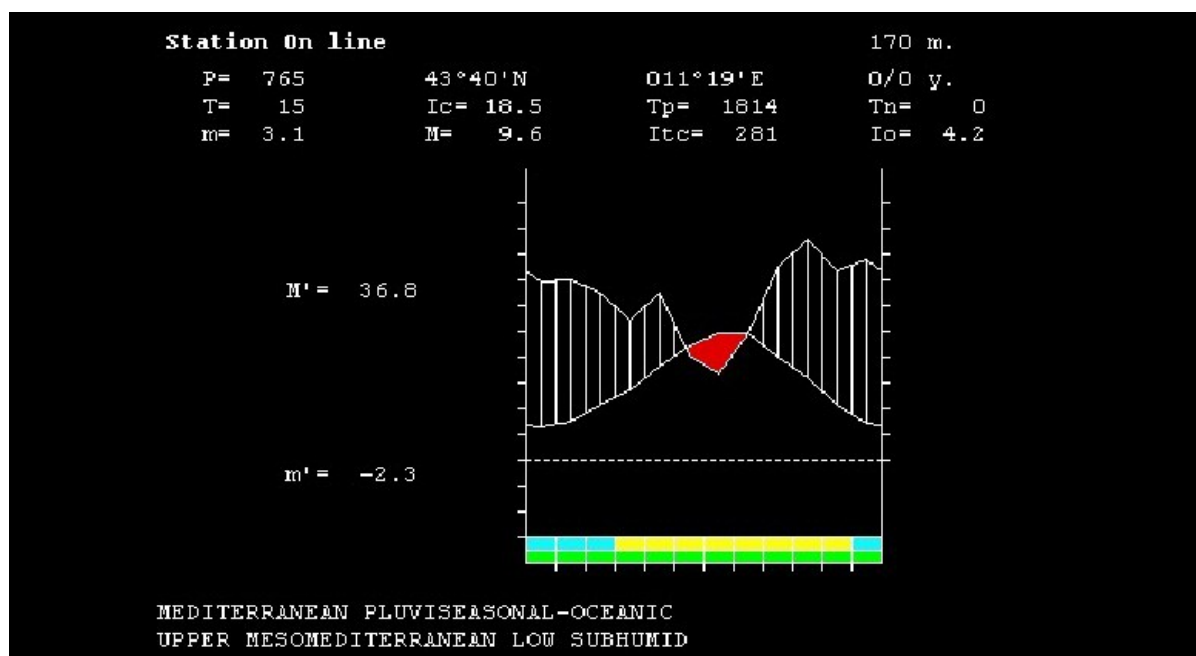 Station On line 170 m.
P= 765 43°40'N 011°19'E 0/0 y.
T= 15 Ic= 18.5 Tp= 1814 Tn= 0
m= 3.1 M= 9.6 Itc= 281 Io= 4.2
M'= 36.8
m'= -2.3
MEDITERRANEAN PLUVISEASONAL-OCEANIC
UPPER MESOMEDITERRANEAN LOW SUBHUMID